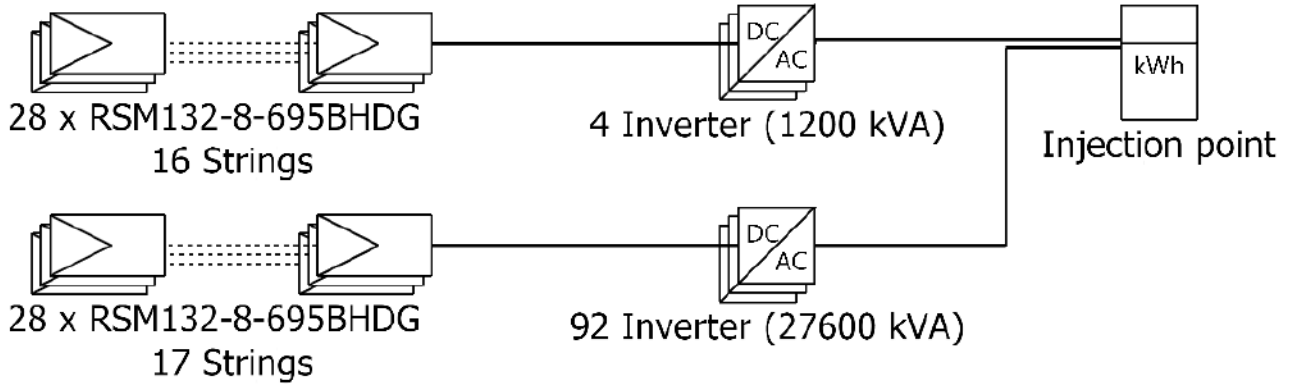 DC
AC
kWh
28 x RSM132-8-695BHDG
16 Strings
4 Inverter (1200 kVA)
Injection point
DC
AC
28 x RSM132-8-695BHDG
17 Strings
92 Inverter (27600 kVA)